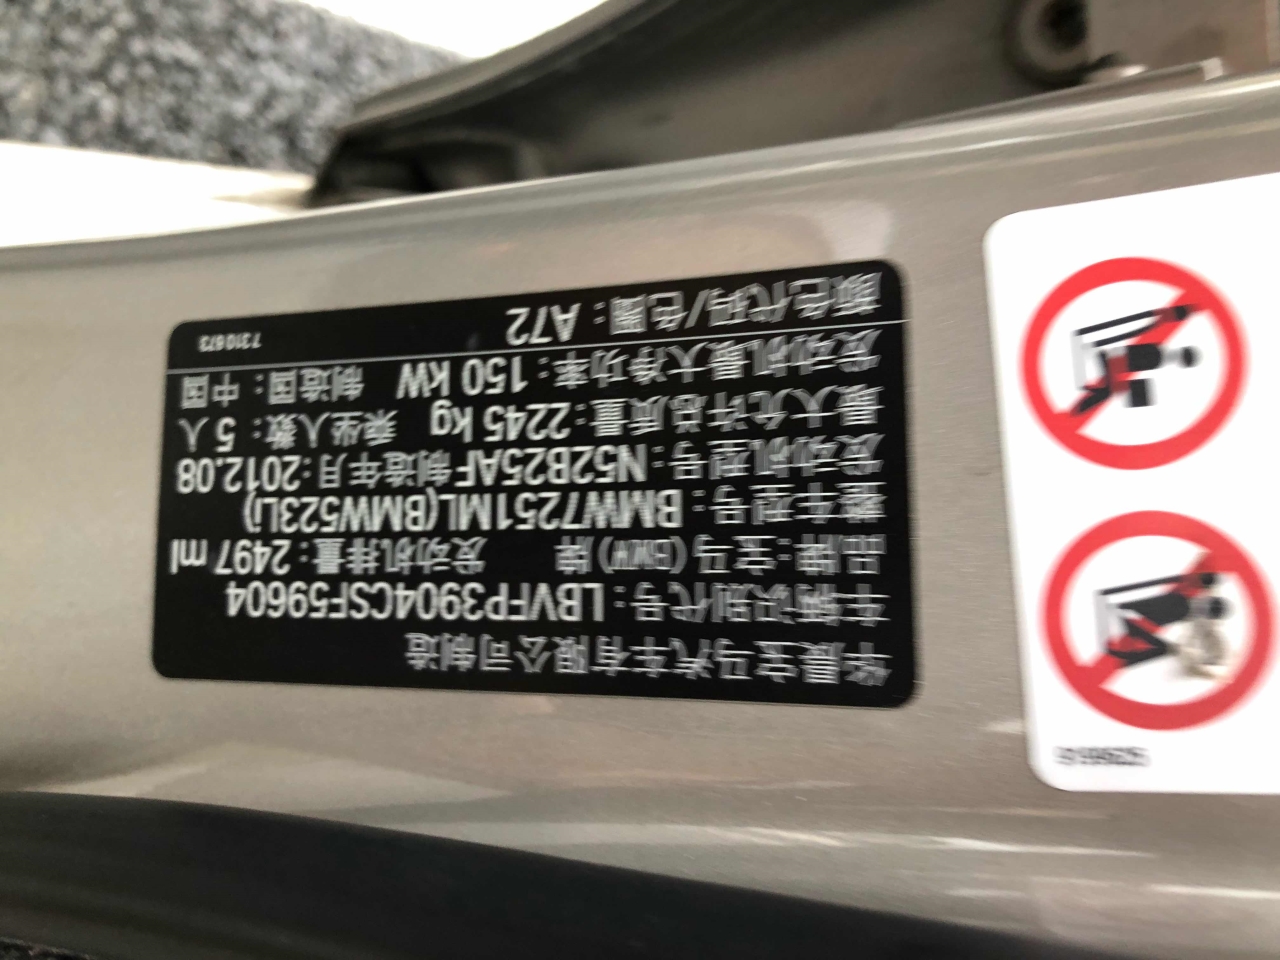 华晨宝马汽车有限公司制造
车辆识别代号：LBVFP3904CSF59604
品牌：宝马(BMW)牌 发动机排量：2497 ml
整车型号：BMW7251ML(BMW523Li)
发动机型号：N52B25AF 制造年月：2012.08
最大允许总质量：2245 kg 乘坐人数：5 人
发动机最大净功率：150 kW 制造国：中国
颜色代码/色圈：A72
7310673